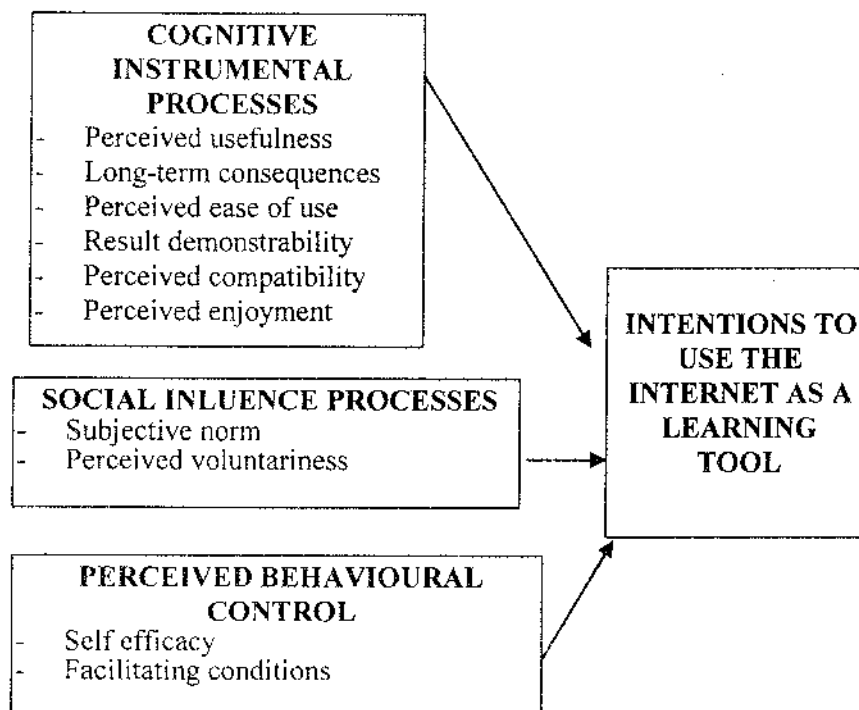 COGNITIVE
INSTRUMENTAL
PROCESSES
- Perceived usefulness
- Long-term consequences
- Perceived ease of use
- Result demonstrability
- Perceived compatibility
- Perceived enjoyment
SOCIAL INLUENCE PROCESSES
- Subjective norm
- Perceived voluntariness
PERCEIVED BEHAVIOURAL
CONTROL
- Self efficacy
- Facilitating conditions
INTENTIONS TO
USE THE
INTERNET AS A
LEARNING
TOOL